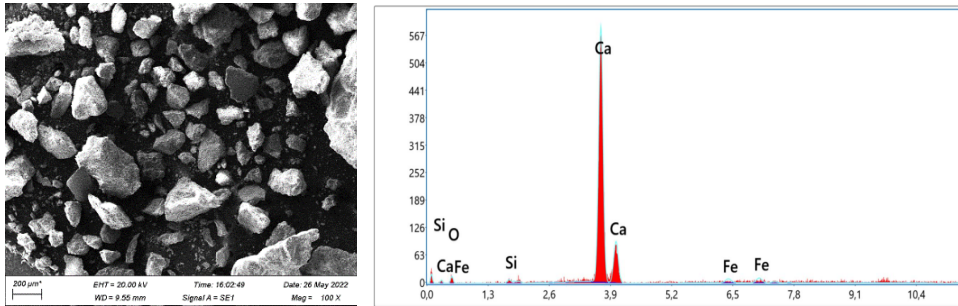 200 µm*
EHT = 20.00 kV
Time: 16:02:49
Date: 26 May 2022
WD = 9.55 mm
Signal A = SE1
Mag = 100 X
567
504
441
378
315
252
189
126
63
0
Ca
Ca
Si
O
Ca
Fe
Si
Fe
Fe
0,0
1,3
2,6
3,9
5,2
6,5
7,8
9,1
10,4